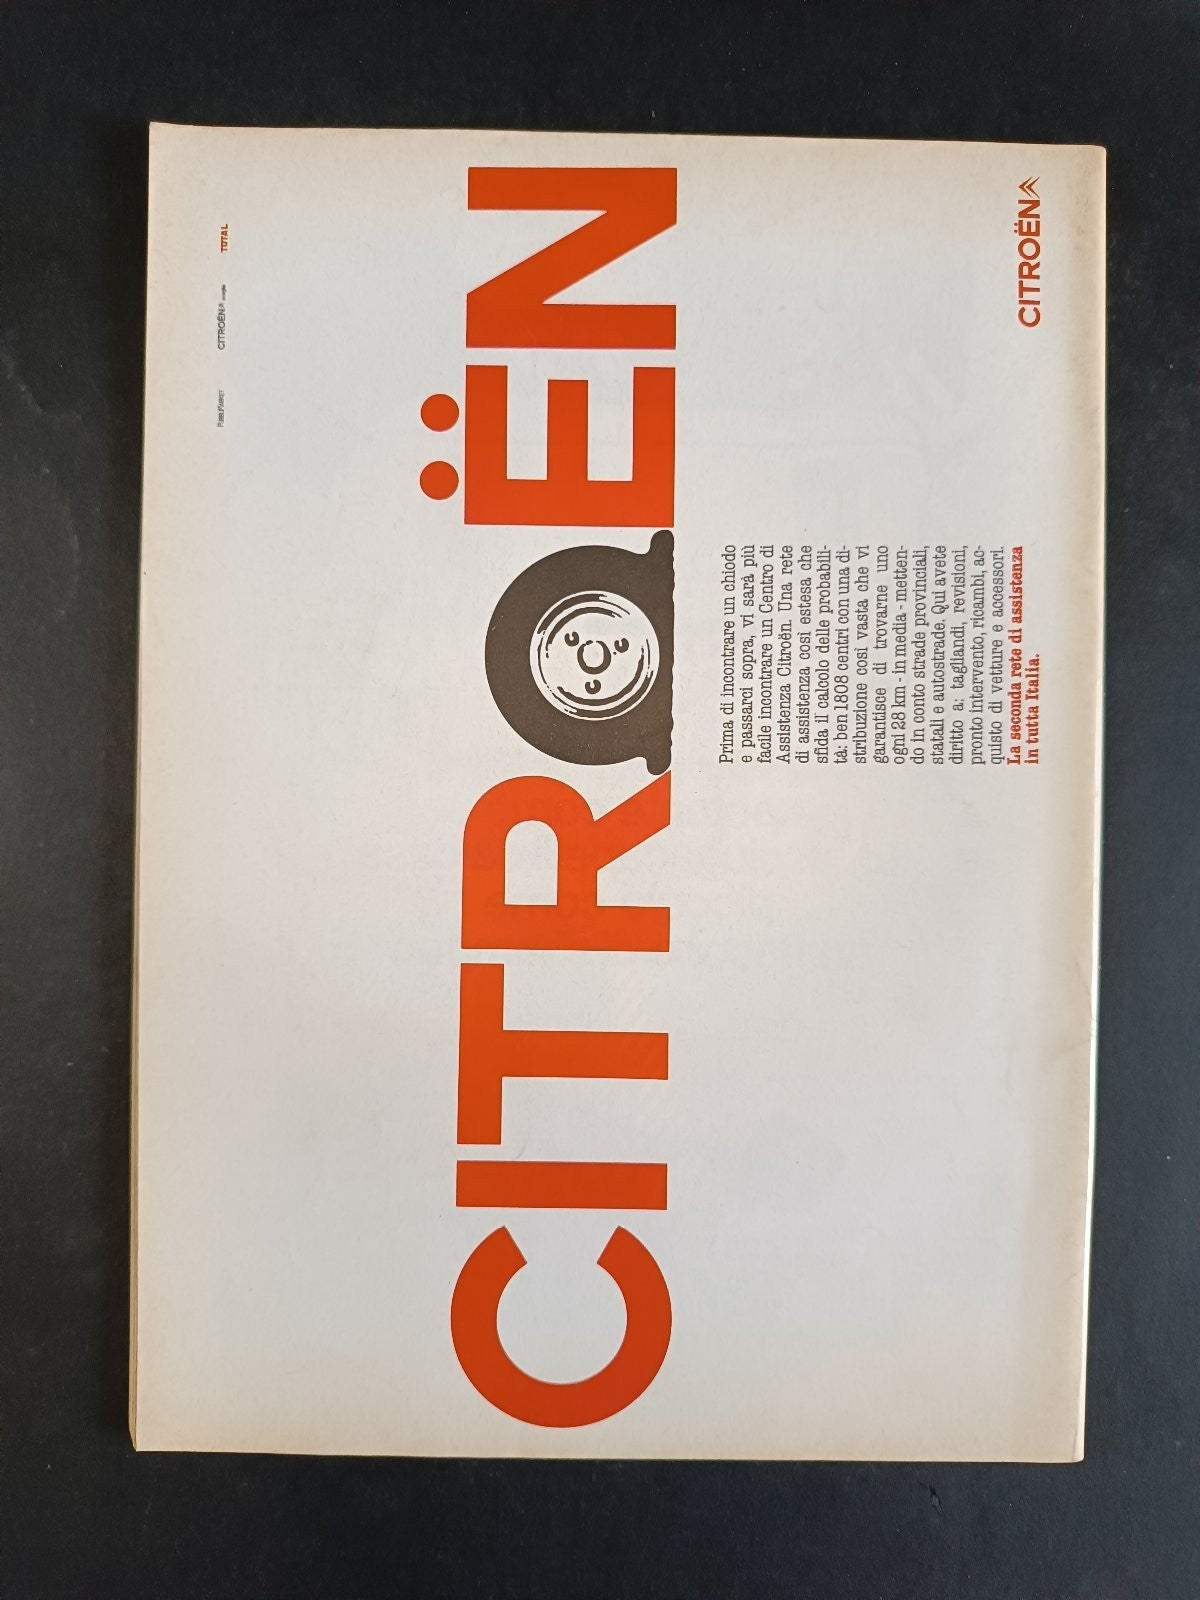 PUBLIMARKET
CITROËN
TOTAL
CITRËN
Prima di incontrare un chiodo
e passarci sopra, vi sarà più
facile incontrare un Centro di
Assistenza Citroën. Una rete
di assistenza così estesa che
sfida il calcolo delle probabili-
tà: ben 1808 centri con una di-
stribuzione così vasta che vi
garantisce di trovarne uno
ogni 28 km - in media - metten-
do in conto strade provinciali,
statali e autostrade. Qui avete
diritto a: tagliandi, revisioni,
pronto intervento, ricambi, ac-
quisto di vetture e accessori.
La seconda rete di assistenza
in tutta Italia.
CITROËN